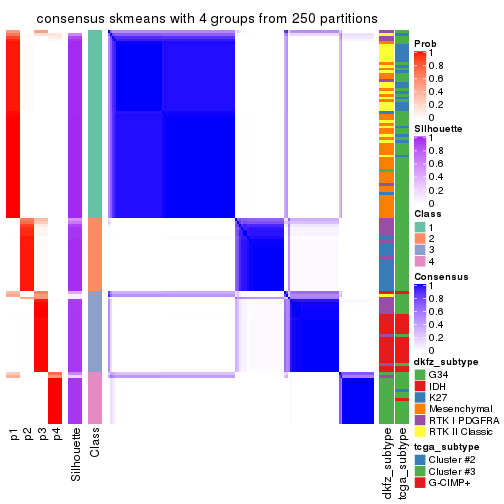 consensus skmeans with 4 groups from 250 partitions
Prob
1
0.8
0.6
0.4
0.2
0
Silhouette
1
0.8
0.6
0.4
0.2
0
Class
1
2
3
4
Consensus
1
0.8
0.6
0.4
0.2
0
dkfz_subtype
G34
IDH
K27
Mesenchymal
RTK I PDGFRA
RTK II Classic
tcga_subtype
Cluster #2
Cluster #3
G-CIMP+
p1
p2
p3
p4
Silhouette
Class
dkfz_subtype
tcga_subtype